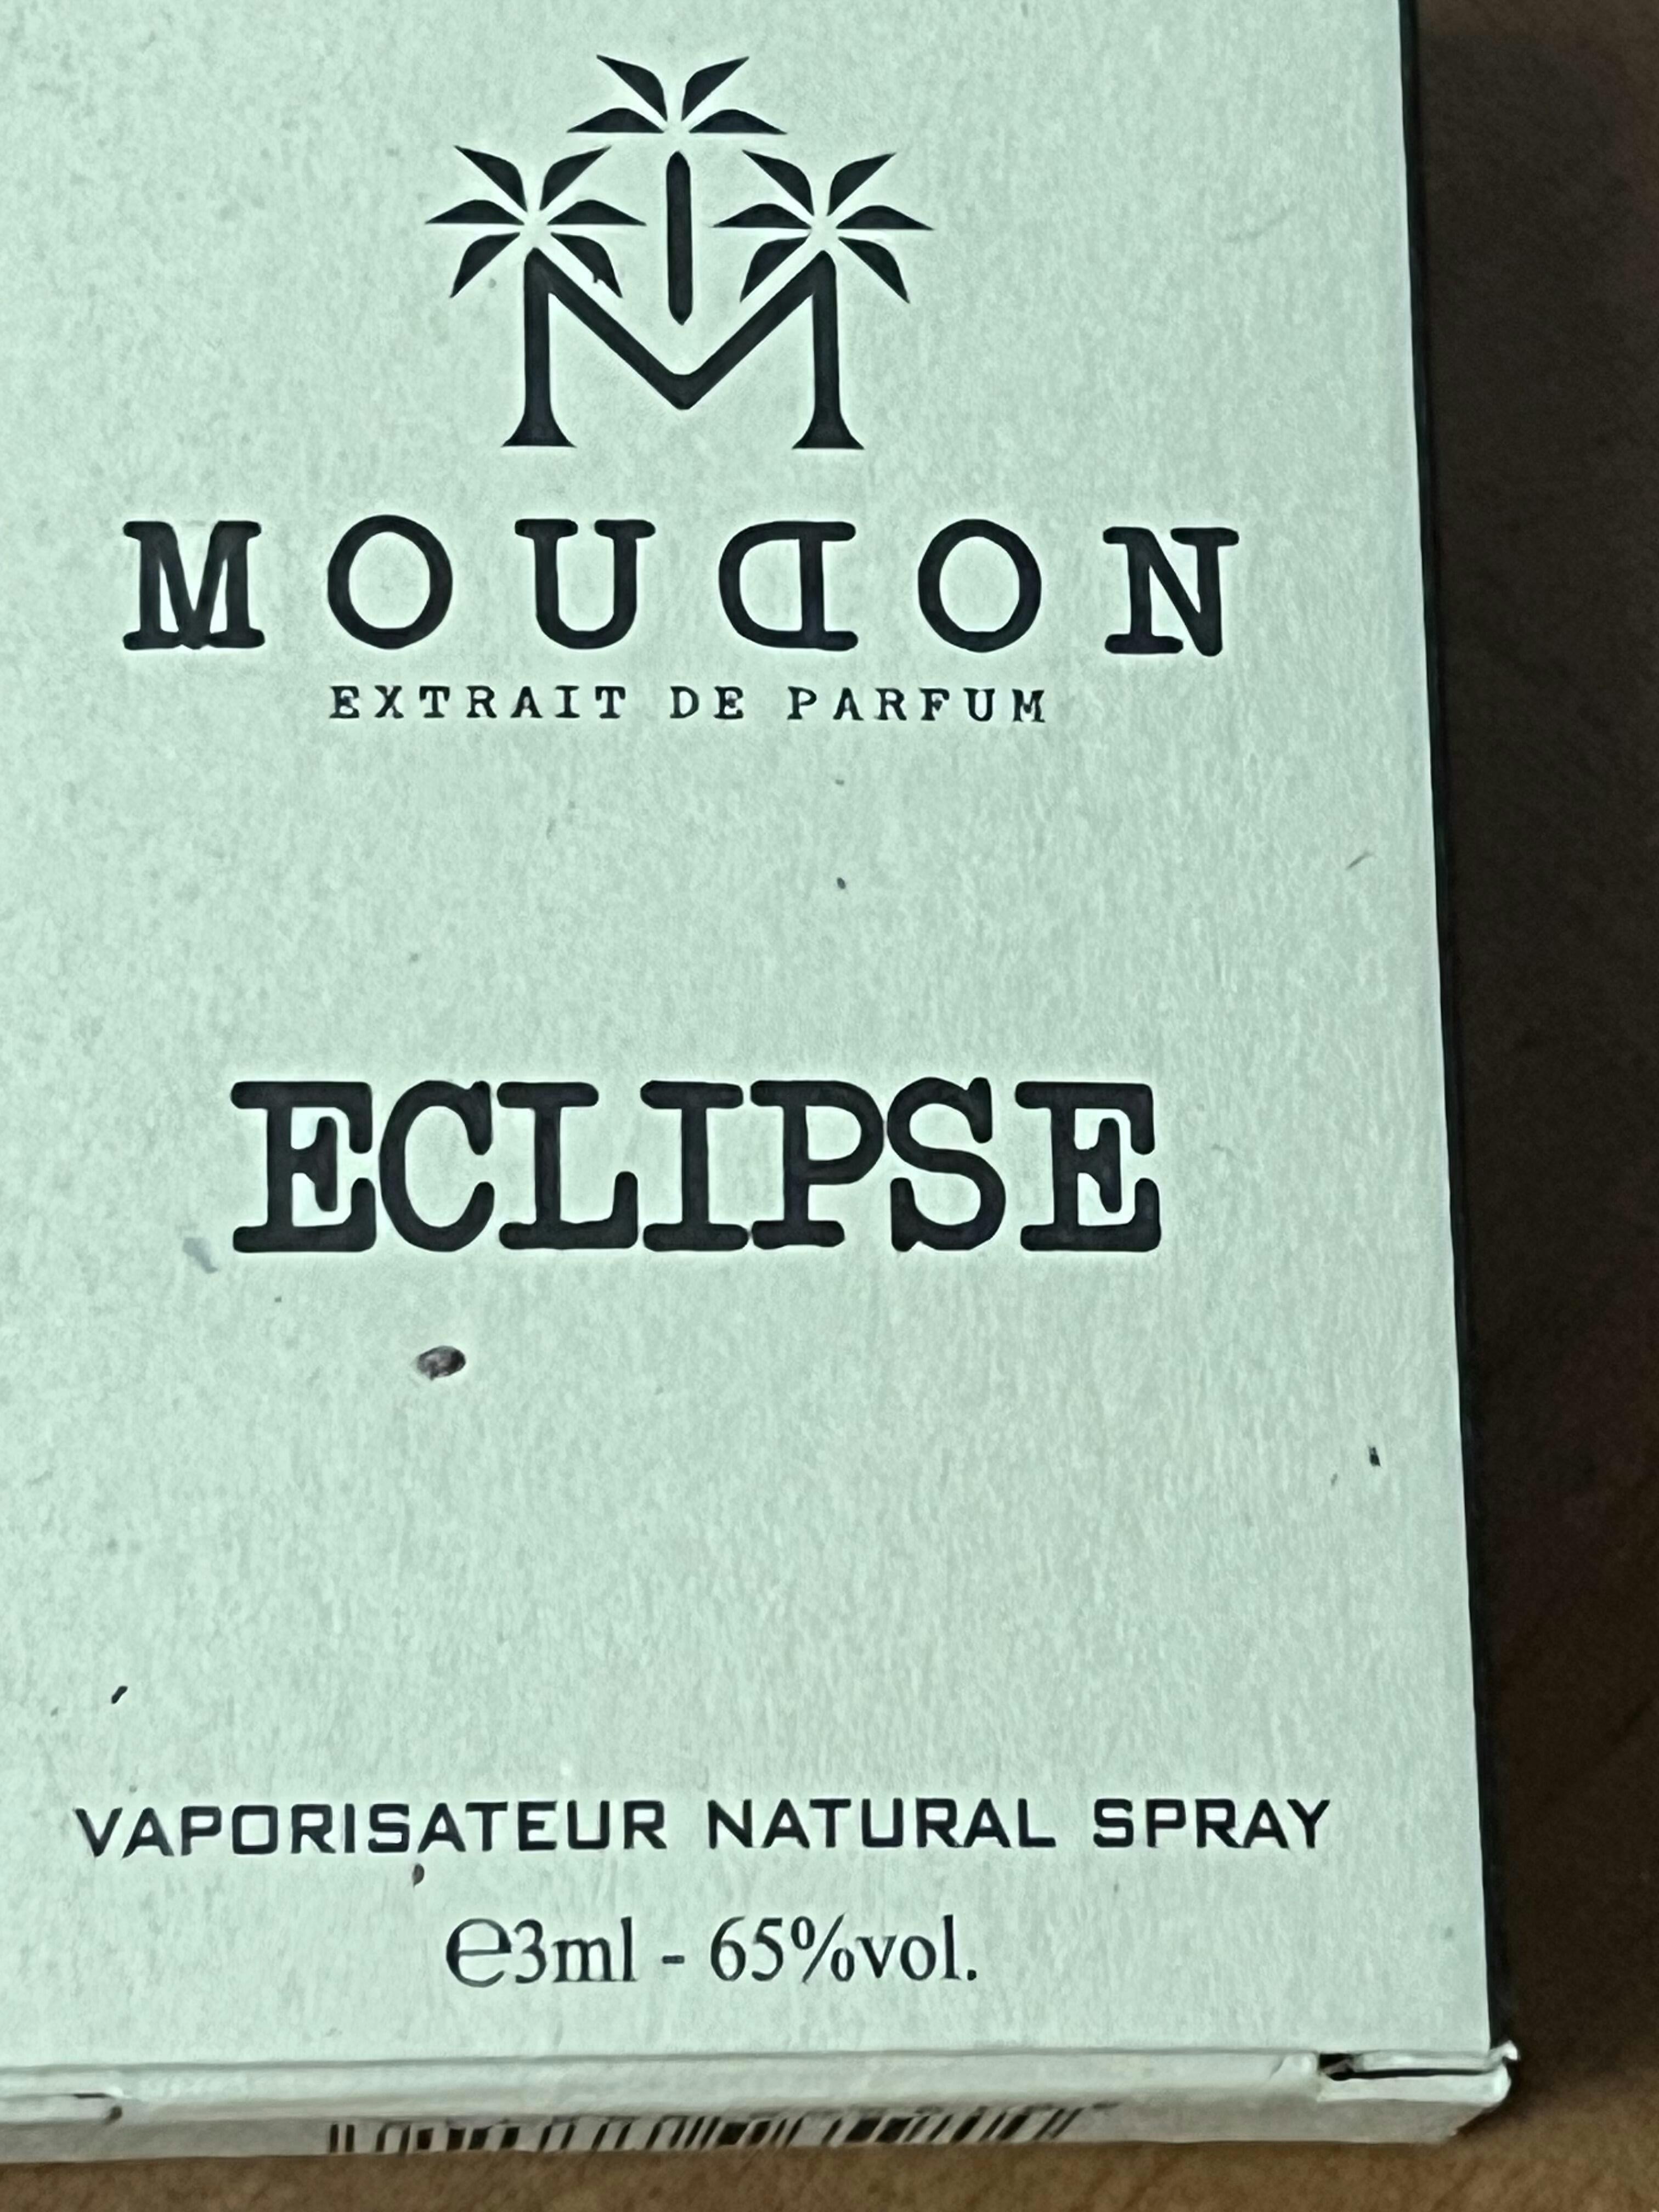 MOUDON
EXTRAIT DE PARFUM
ECLIPSE
VAPORISATEUR NATURAL SPRAY
℮3ml - 65%vol.